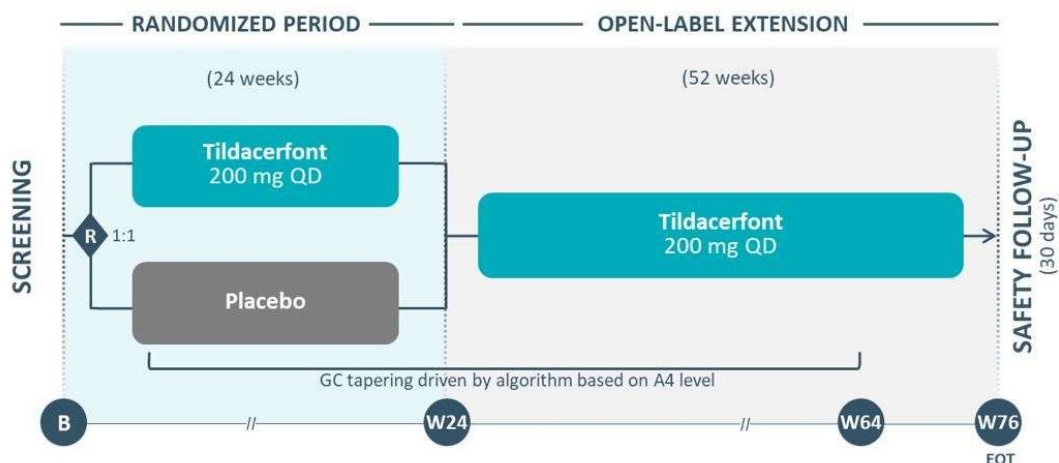 RANDOMIZED PERIOD
OPEN-LABEL EXTENSION
(24 weeks)
(52 weeks)
SCREENING
R
1:1
Tildacerfont
200 mg QD
Placebo
Tildacerfont
200 mg QD
SAFETY FOLLOW-UP
(30 days)
GC tapering driven by algorithm based on A4 level
B
//
W24
//
W64
W76
EOT